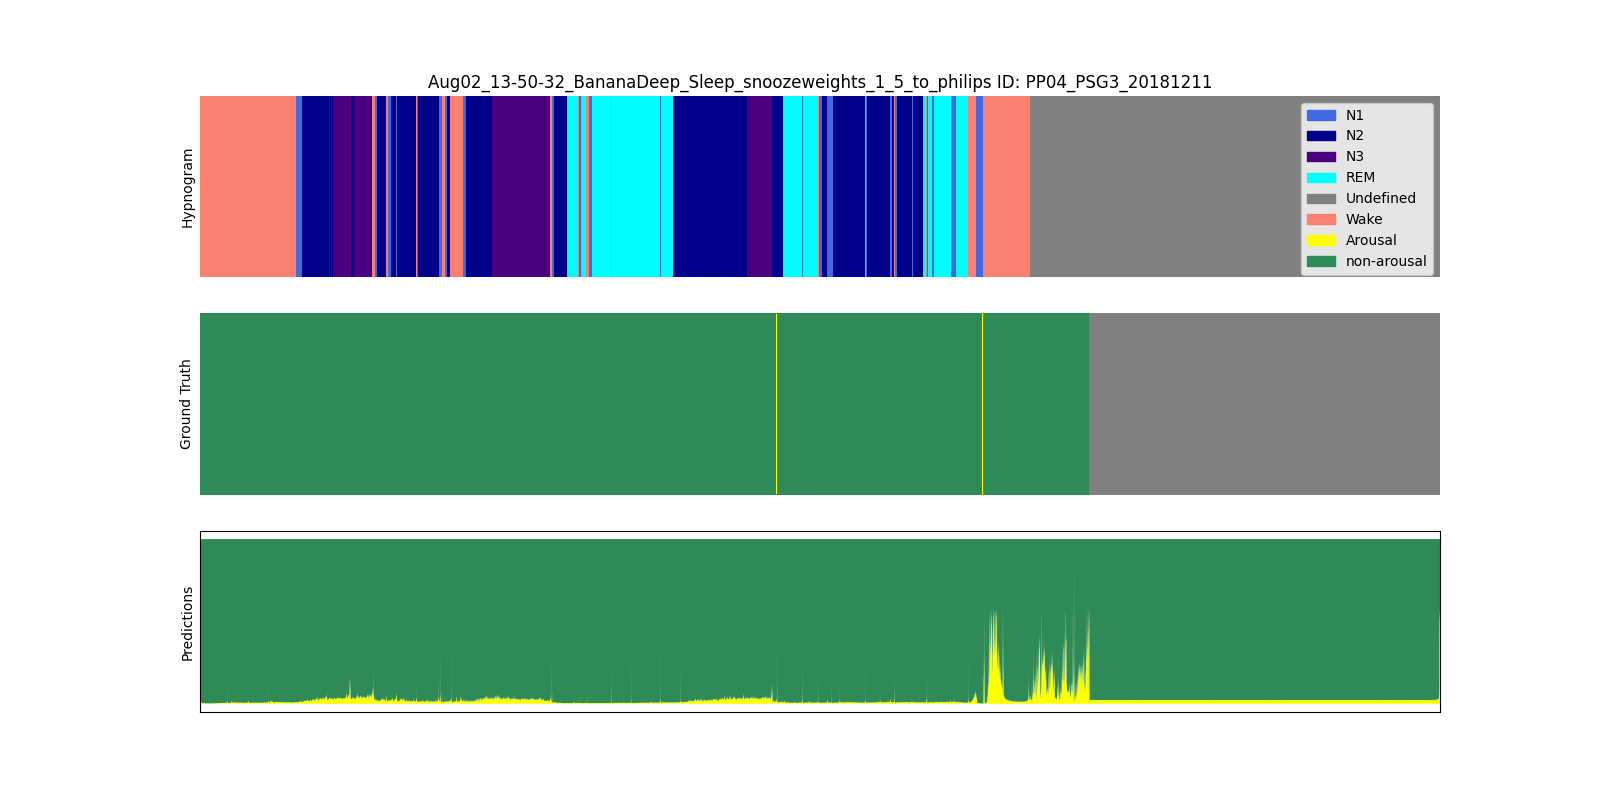 Aug02_13-50-32_BananaDeep_Sleep_snoozeweights_1_5_to_philips ID: PP04_PSG3_20181211
Hypnogram
N1
N2
N3
REM
Undefined
Wake
Arousal
non-arousal
Ground Truth
Predictions